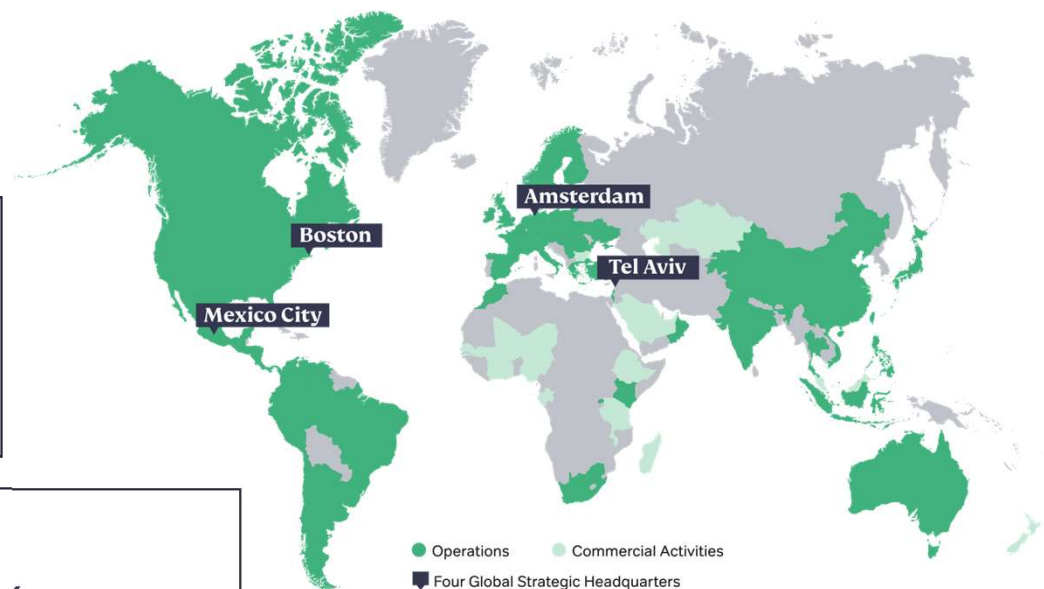 Amsterdam
Boston
Tel Aviv
Mexico City
Operations
Commercial Activities
Four Global Strategic Headquarters